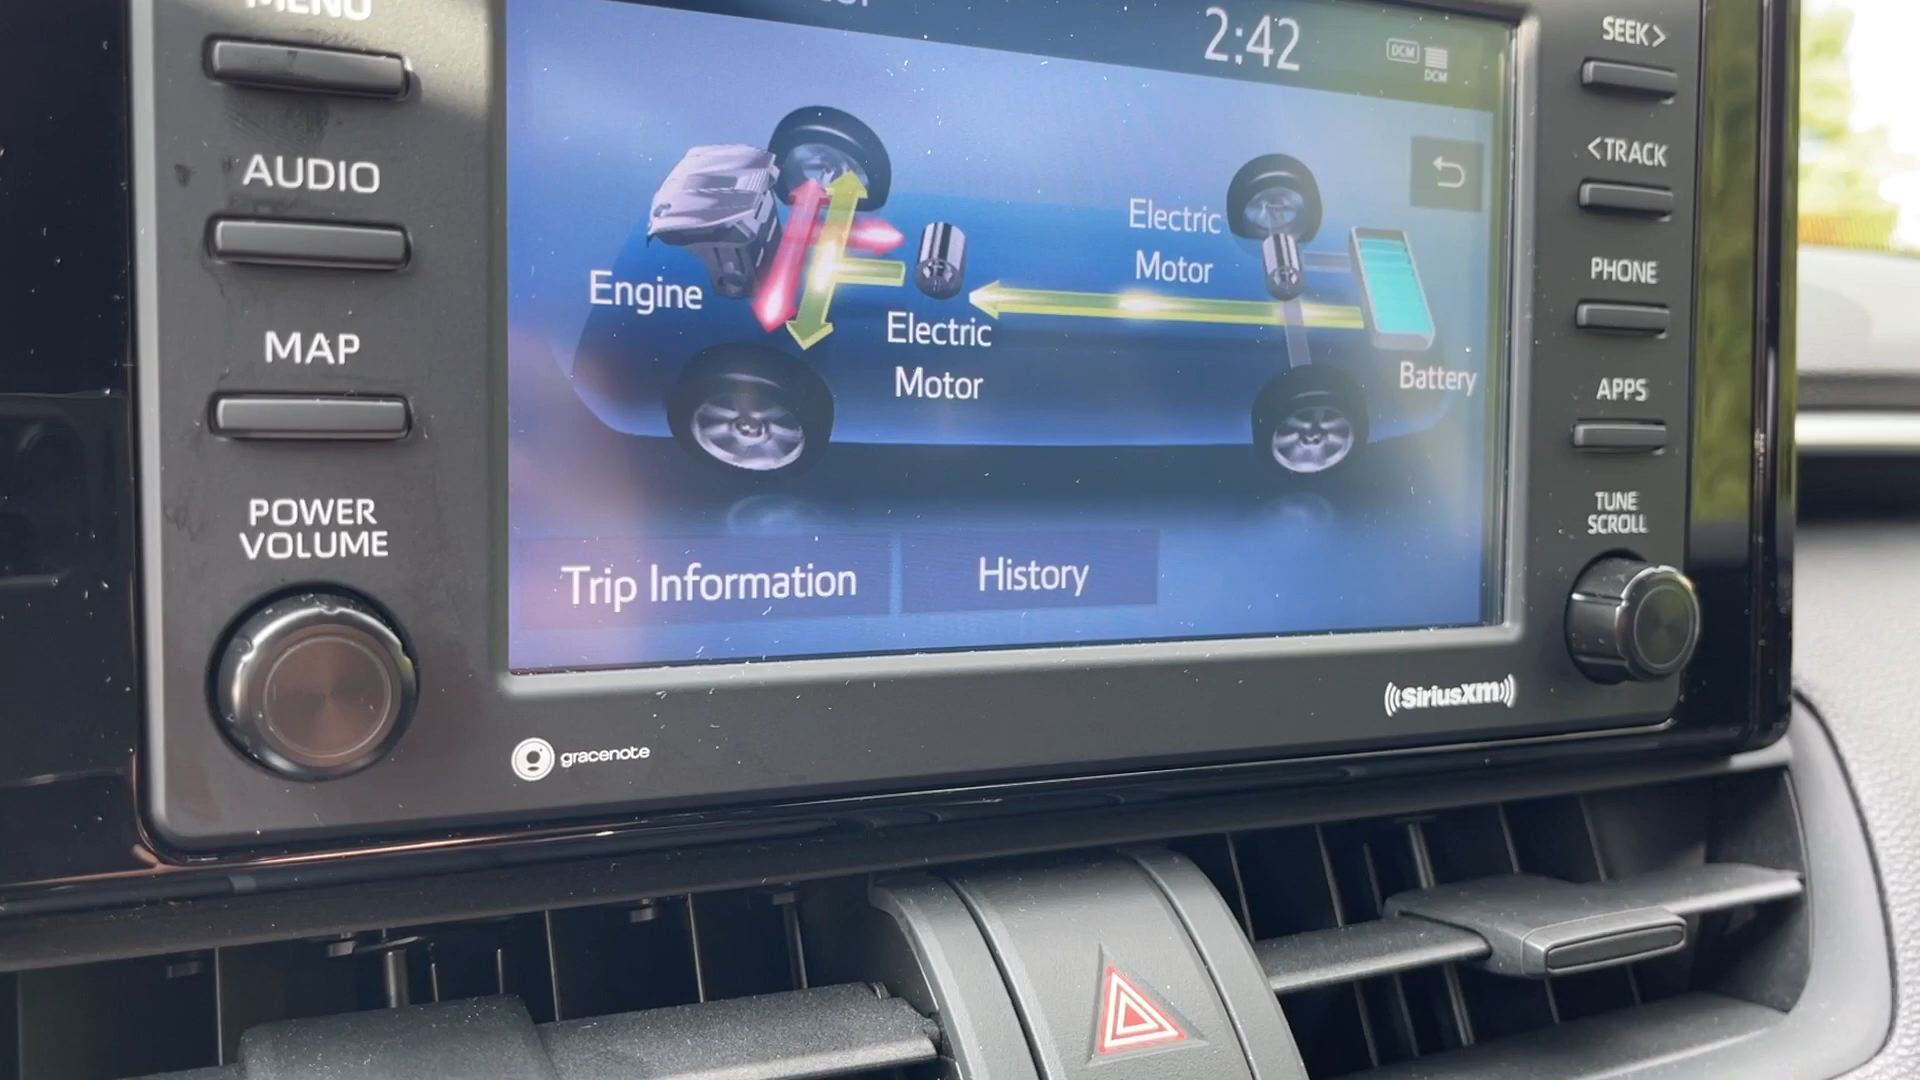 MENU
AUDIO
MAP
POWER
VOLUME
2:42
DCM
DCM
Engine
Electric
Motor
Electric
Motor
Battery
Trip Information
History
SEEK>
<TRACK
PHONE
APPS
TUNE
SCROLL
gracenote
SiriusXM